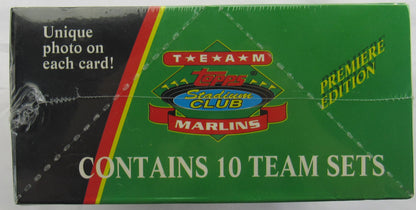 Unique
photo on
each card!
T★E★A★M
TOPPS
Stadium
CLUB
MARLINS
PREMIERE
EDITION
CONTAINS 10 TEAM SETS